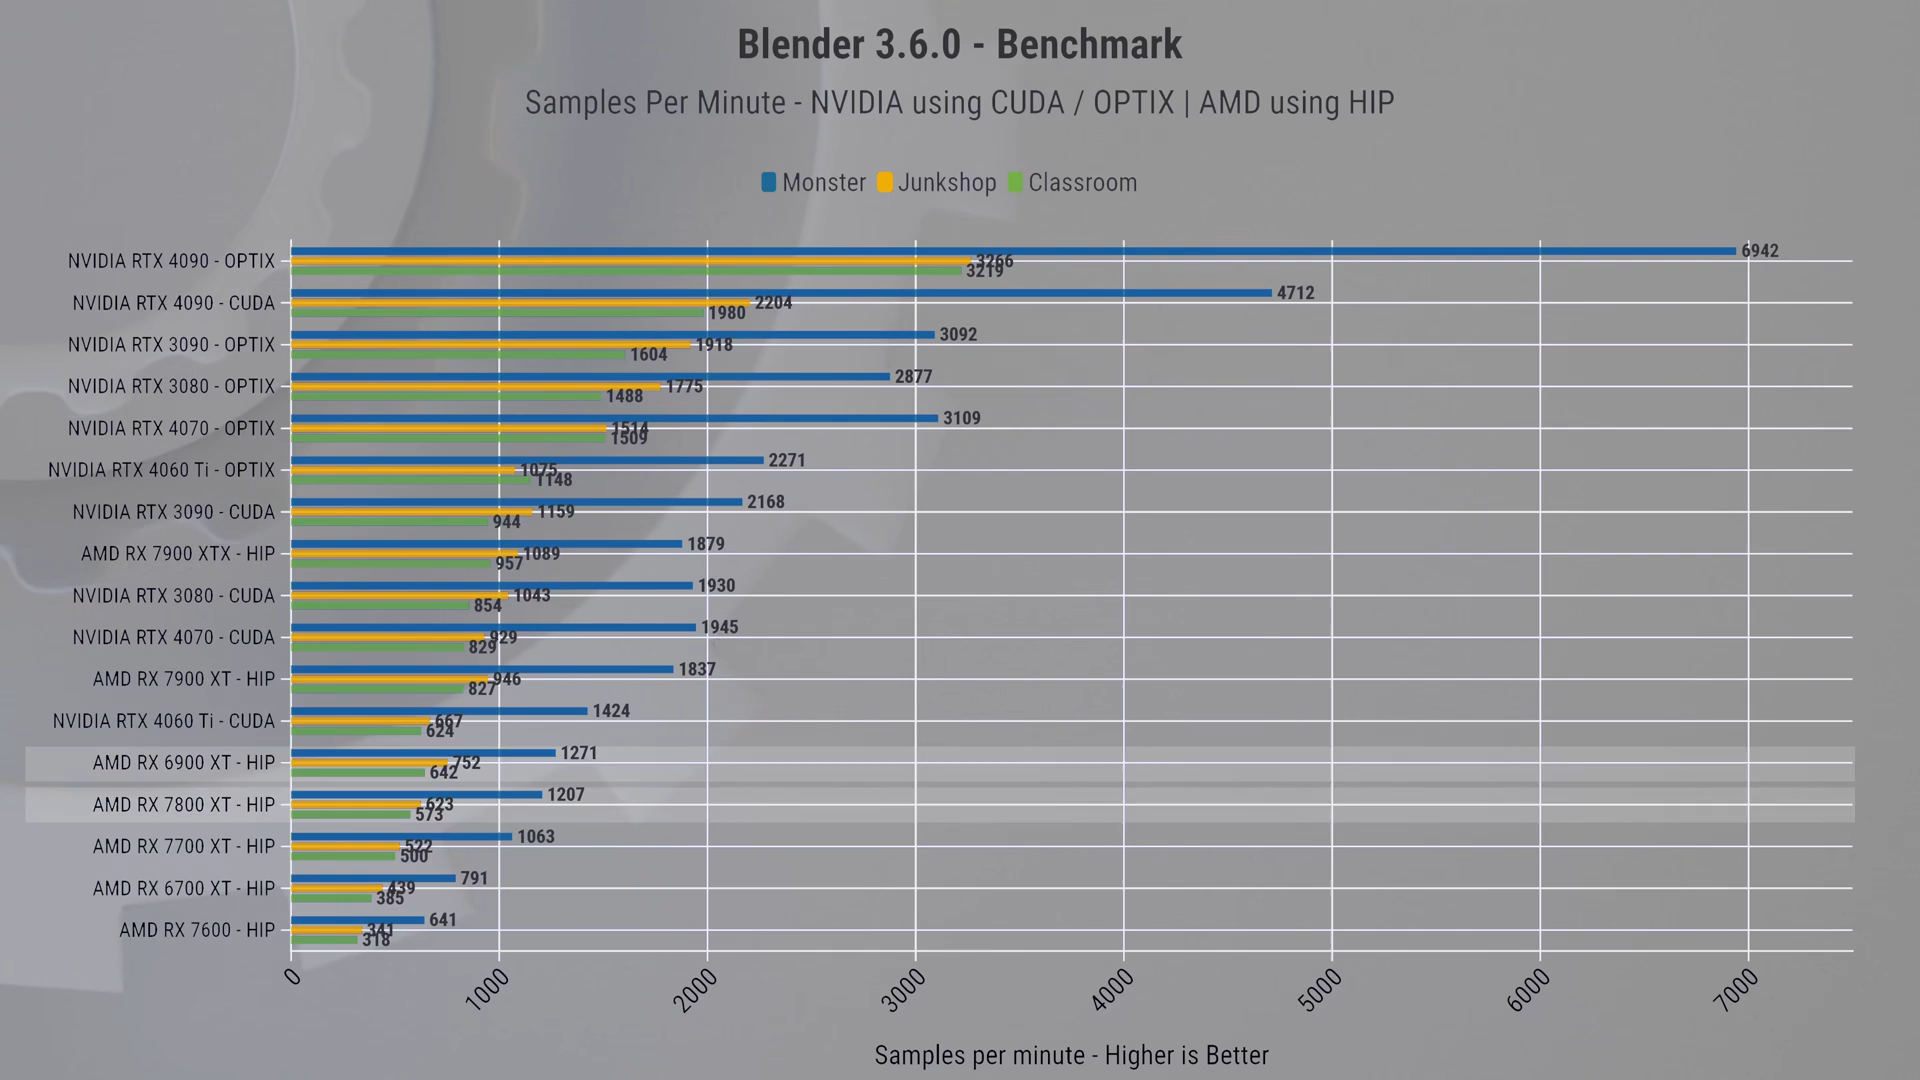 Blender 3.6.0 - Benchmark
Samples Per Minute - NVIDIA using CUDA / OPTIX | AMD using HIP
Monster Junkshop Classroom
NVIDIA RTX 4090 - OPTIX 6942 3266 3219
NVIDIA RTX 4090 - CUDA 4712 2204 1980
NVIDIA RTX 3090 - OPTIX 3092 1918 1604
NVIDIA RTX 3080 - OPTIX 2877 1775 1488
NVIDIA RTX 4070 - OPTIX 3109 1514 1509
NVIDIA RTX 4060 Ti - OPTIX 2271 1075 1148
NVIDIA RTX 3090 - CUDA 2168 1159 944
AMD RX 7900 XTX - HIP 1879 1089 957
NVIDIA RTX 3080 - CUDA 1930 1043 854
NVIDIA RTX 4070 - CUDA 1945 929 829
AMD RX 7900 XT - HIP 1837 946 827
NVIDIA RTX 4060 Ti - CUDA 1424 667 624
AMD RX 6900 XT - HIP 1271 752 642
AMD RX 7800 XT - HIP 1207 623 573
AMD RX 7700 XT - HIP 1063 522 500
AMD RX 6700 XT - HIP 791 439 385
AMD RX 7600 - HIP 641 341 318
0 1000 2000 3000 4000 5000 6000 7000
Samples per minute - Higher is Better